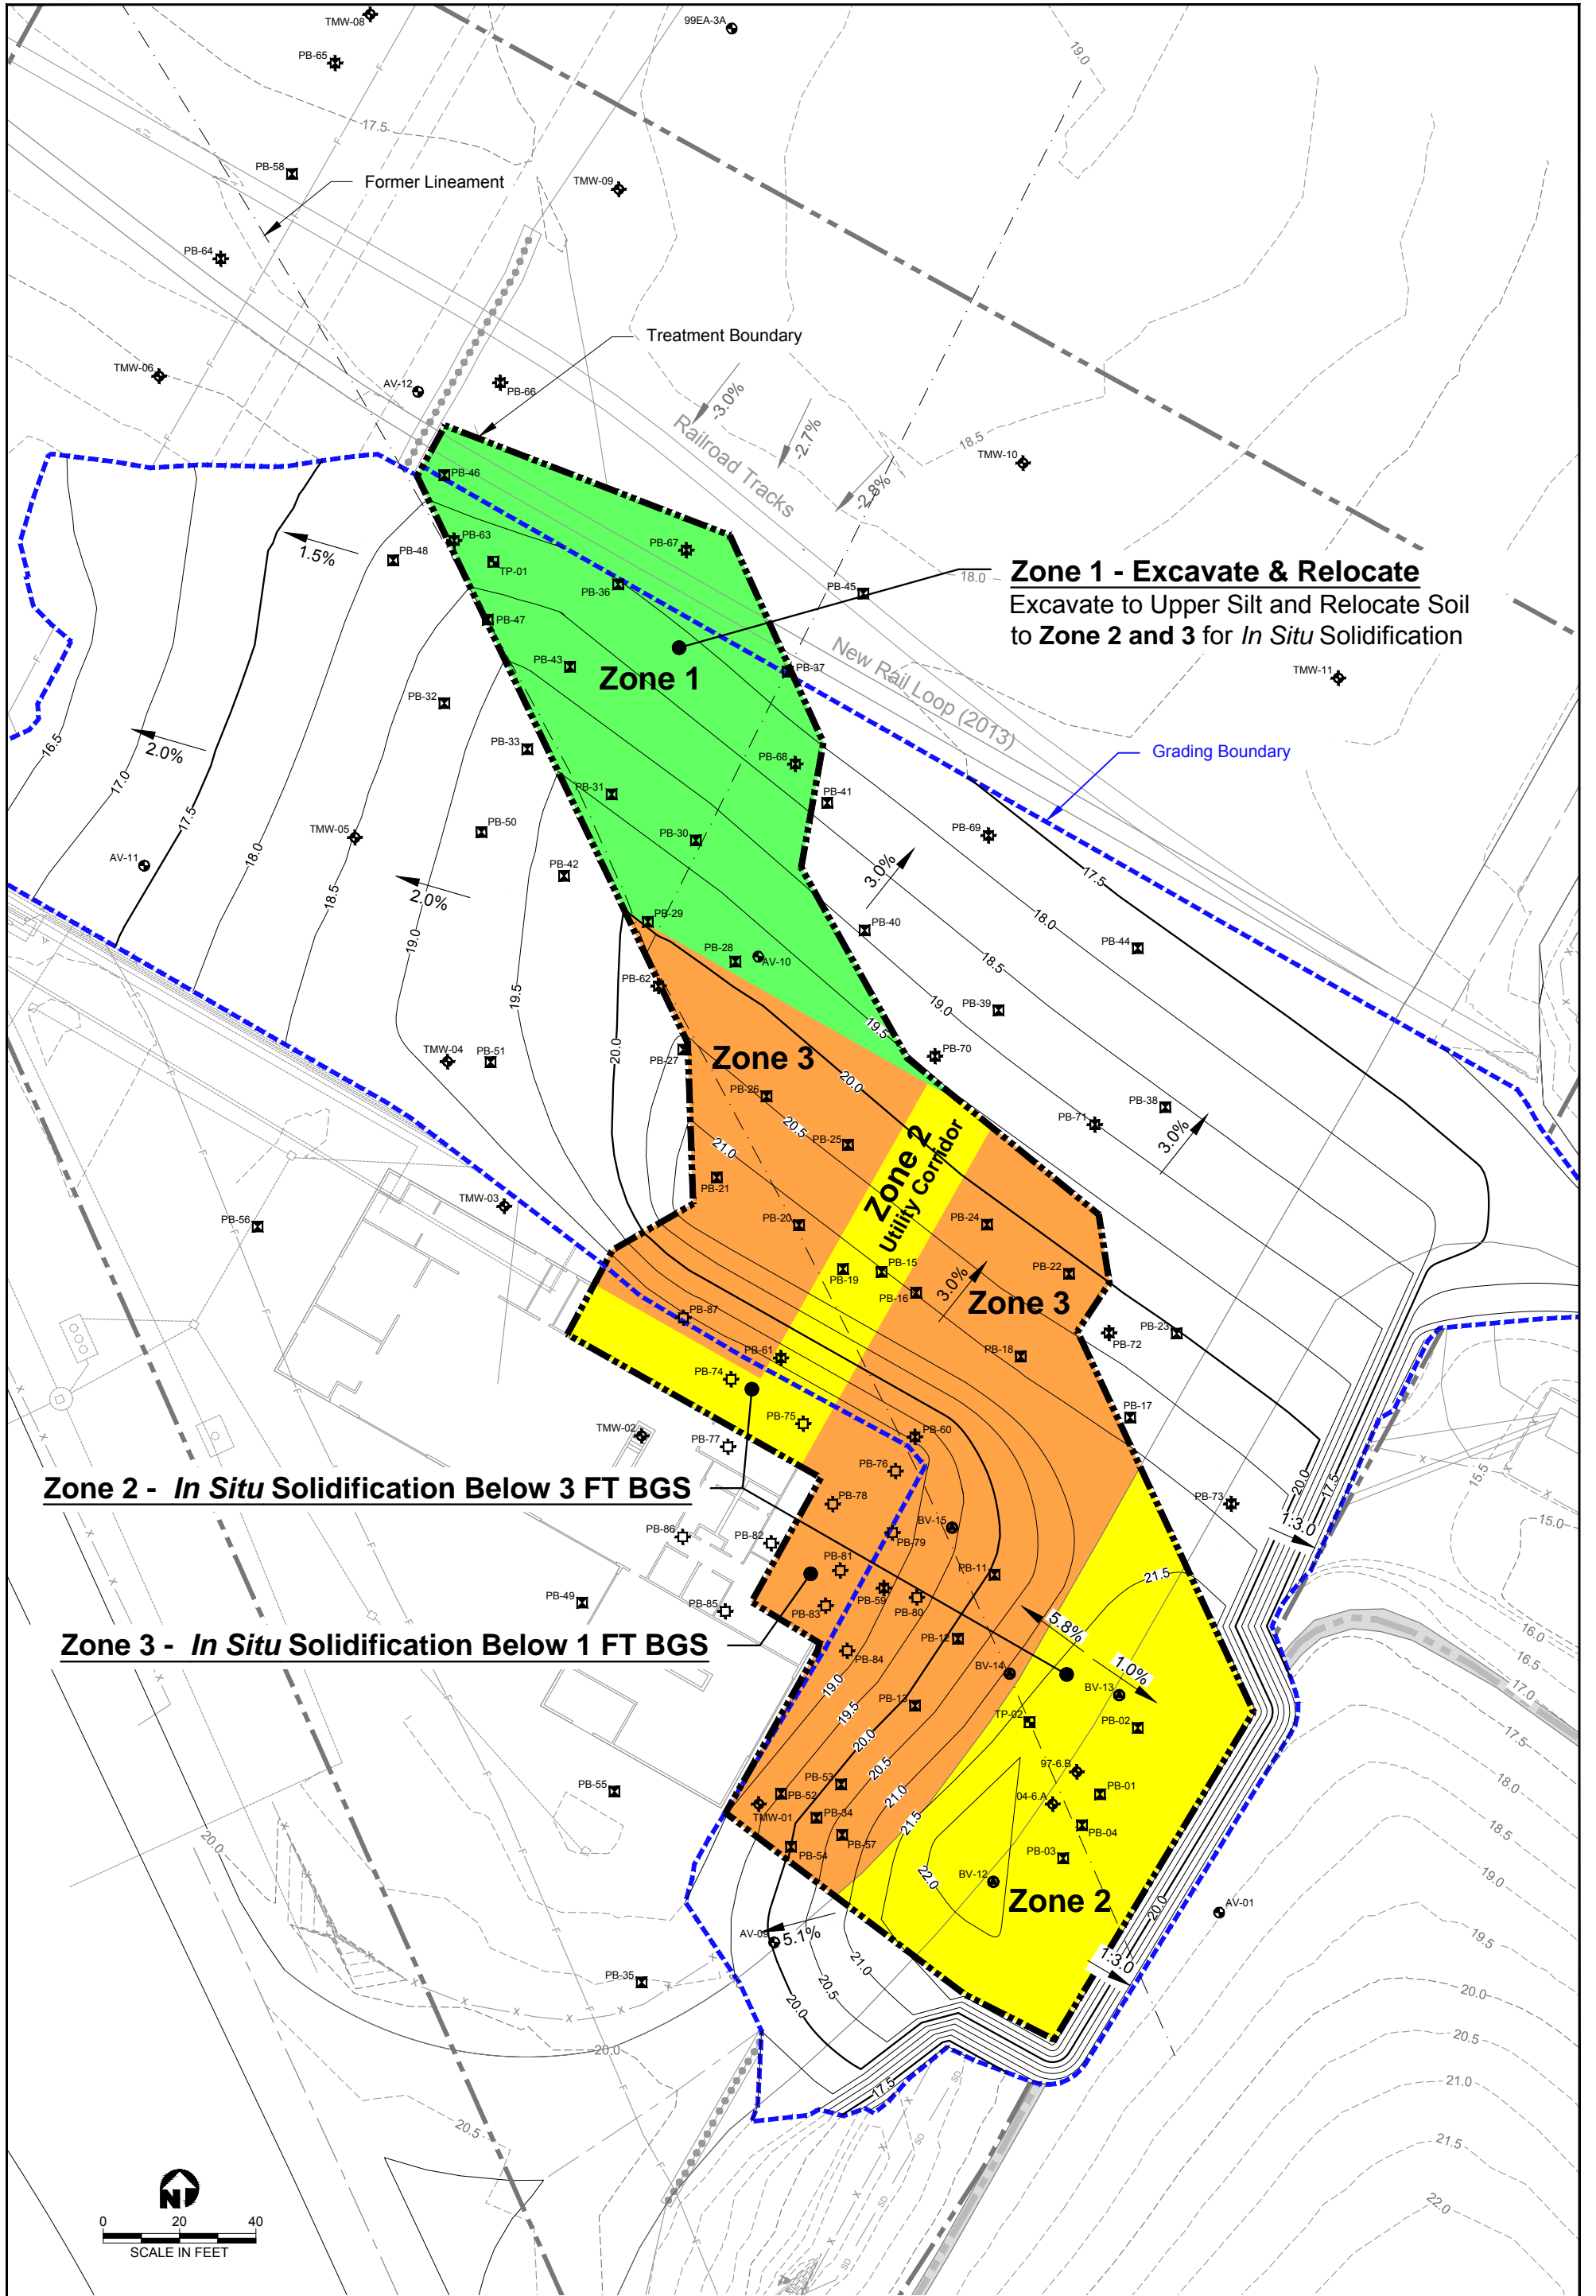 TMW-08
99EA-3A
PB-65
19.0
17.5
PB-58
Former Lineament
TMW-09
PB-64
Treatment Boundary
TMW-06
AV-12
PB-66
-3.0%
Railroad Tracks
-2.7%
18.5
TMW-10
-2.8%
PB-46
PB-63
PB-67
1.5%
PB-48
TP-01
PB-36
PB-45
18.0
Zone 1 - Excavate & Relocate
Excavate to Upper Silt and Relocate Soil
to Zone 2 and 3 for In Situ Solidification
PB-47
New Rail Loop (2013)
PB-43
Zone 1
PB-37
TMW-11
PB-32
16.5
2.0%
PB-33
Grading Boundary
PB-68
17.0
PB-31
PB-41
17.5
TMW-05
PB-50
PB-30
PB-69
AV-11
18.0
PB-42
3.0%
17.5
18.5
2.0%
PB-29
PB-40
18.0
19.0
PB-28
AV-10
PB-44
18.5
PB-62
19.5
PB-39
19.0
19.5
TMW-04
PB-51
20.0
PB-27
Zone 3
PB-70
20.0
PB-26
PB-38
20.5
PB-71
3.0%
21.0
PB-25
Zone 2
Utility Corridor
PB-21
TMW-03
PB-56
PB-20
PB-24
PB-19
PB-15
PB-22
PB-16
3.0%
Zone 3
PB-87
PB-72
PB-23
PB-61
PB-18
PB-74
PB-17
PB-75
TMW-02
PB-77
PB-60
PB-76
15.5
Zone 2 - In Situ Solidification Below 3 FT BGS
20.0
17.5
PB-78
PB-73
BV-15
1:3.0
15.0
PB-86
PB-82
PB-79
PB-81
PB-11
21.5
PB-49
PB-59
PB-80
PB-85
PB-83
5.8%
16.0
Zone 3 - In Situ Solidification Below 1 FT BGS
PB-12
PB-84
16.5
1.0%
BV-14
19.0
BV-13
17.0
PB-13
19.5
TP-02
PB-02
20.0
17.5
97-6.B
20.5
PB-53
PB-55
PB-52
21.0
04-6.A
PB-01
18.0
TMW-01
PB-34
21.5
PB-04
PB-57
18.5
20.0
PB-54
PB-03
22.0
BV-12
19.0
Zone 2
20.0
AV-01
AV-09
5.1%
19.5
21.0
1:3.0
PB-35
20.5
20.0
20.0
20.5
20.0
17.5
21.0
20.5
21.5
22.0
N
0 20 40
SCALE IN FEET
X
F
SD